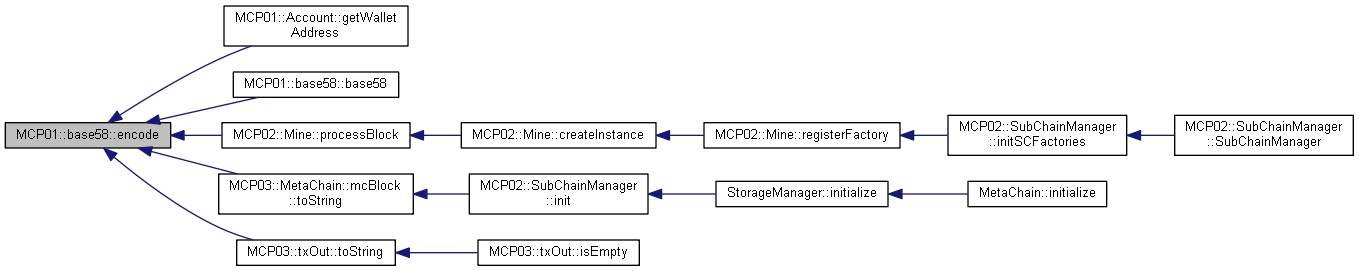 MCP01::Account::getWallet
Address
MCP01::base58::base58
MCP01::base58::encode
MCP02::Mine::processBlock
MCP02::Mine::createInstance
MCP02::Mine::registerFactory
MCP02::SubChainManager
::initSCFactories
MCP02::SubChainManager
::SubChainManager
MCP03::MetaChain::mcBlock
::toString
MCP02::SubChainManager
::init
StorageManager::initialize
MetaChain::initialize
MCP03::txOut::toString
MCP03::txOut::isEmpty